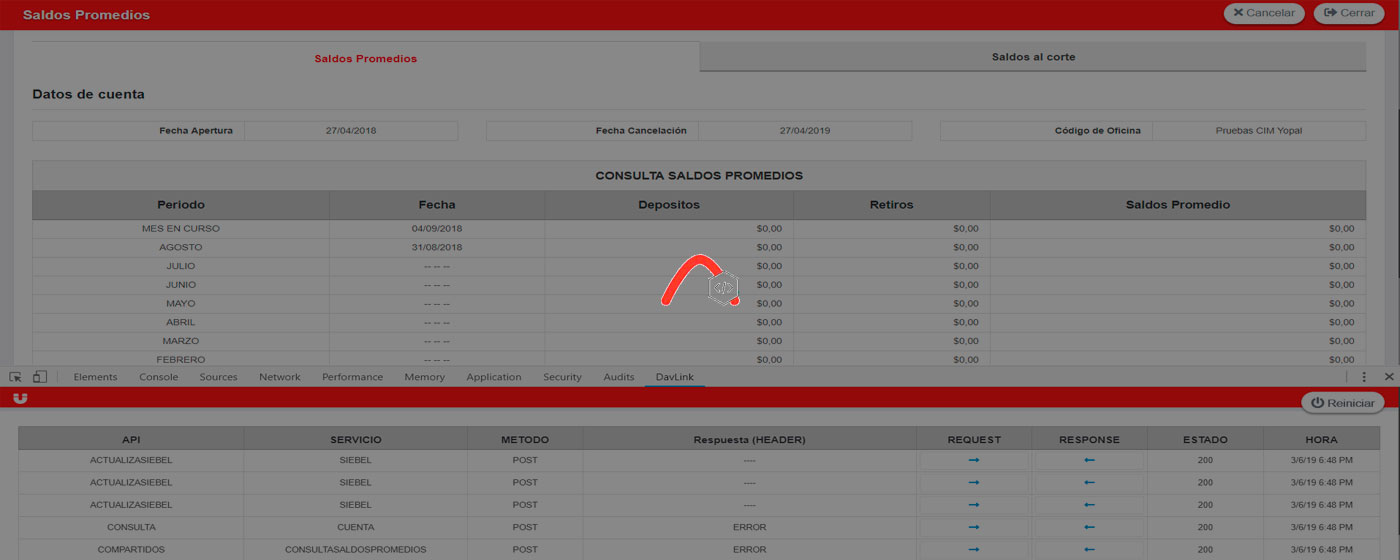 Saldos Promedios
Cancelar
Cerrar
Saldos Promedios
Saldos al corte
Datos de cuenta
Fecha Apertura 27/04/2018 Fecha Cancelación 27/04/2019 Código de Oficina Pruebas CIM Yopal
CONSULTA SALDOS PROMEDIOS
Periodo Fecha Depositos Retiros Saldos Promedio
MES EN CURSO 04/09/2018 $0,00 $0,00 $0,00
AGOSTO 31/08/2018 $0,00 $0,00 $0,00
JULIO -- -- -- $0,00 $0,00 $0,00
JUNIO -- -- -- $0,00 $0,00 $0,00
MAYO -- -- -- $0,00 $0,00 $0,00
ABRIL -- -- -- $0,00 $0,00 $0,00
MARZO -- -- -- $0,00 $0,00 $0,00
FEBRERO -- -- -- $0,00 $0,00 $0,00
</>
Elements Console Sources Network Performance Memory Application Security Audits DavLink
Reiniciar
API SERVICIO METODO Respuesta (HEADER) REQUEST RESPONSE ESTADO HORA
ACTUALIZASIEBEL SIEBEL POST ---- 200 3/6/19 6:48 PM
ACTUALIZASIEBEL SIEBEL POST ---- 200 3/6/19 6:48 PM
ACTUALIZASIEBEL SIEBEL POST ---- 200 3/6/19 6:48 PM
CONSULTA CUENTA POST ERROR 200 3/6/19 6:48 PM
COMPARTIDOS CONSULTASALDOSPROMEDIOS POST ERROR 200 3/6/19 6:48 PM